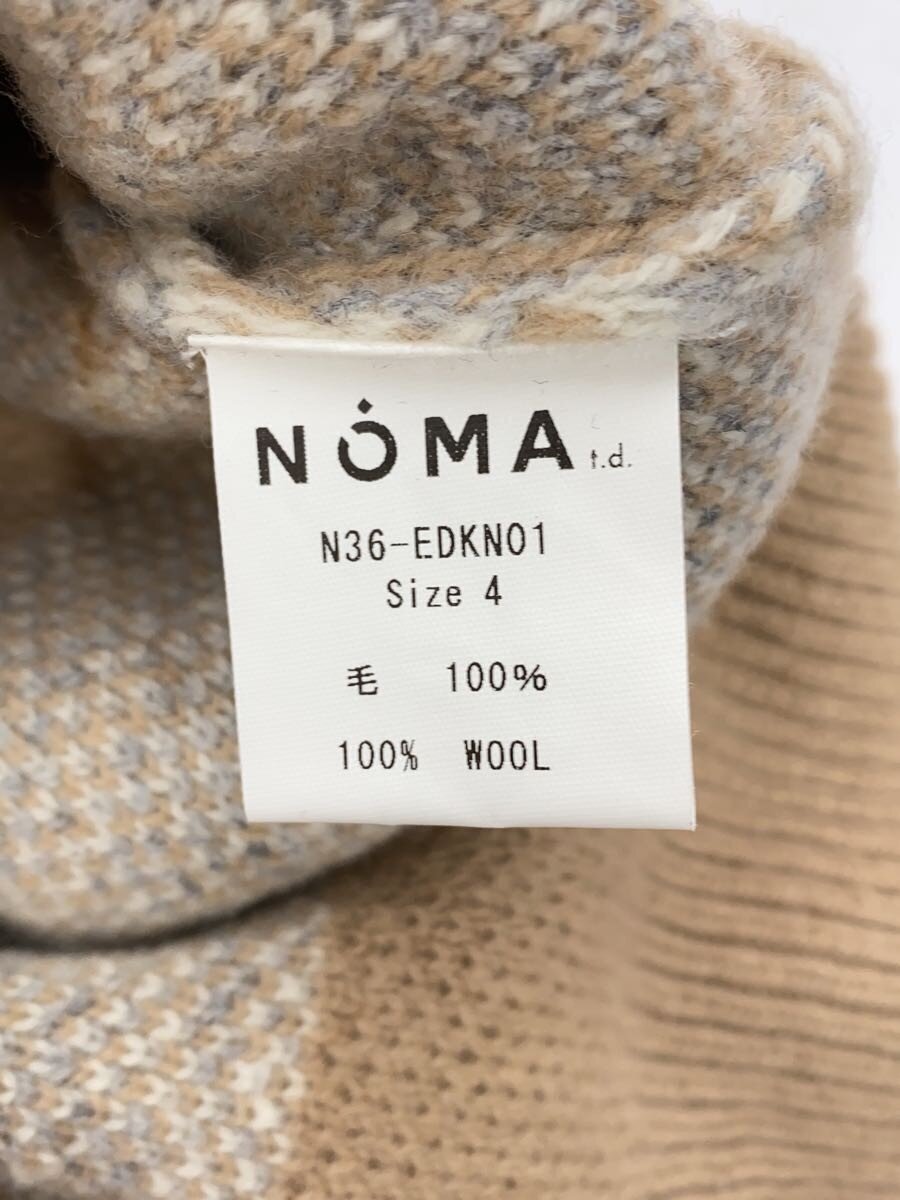 NOMA t.d.
N36-EDKN01
Size 4
毛 100%
100% WOOL